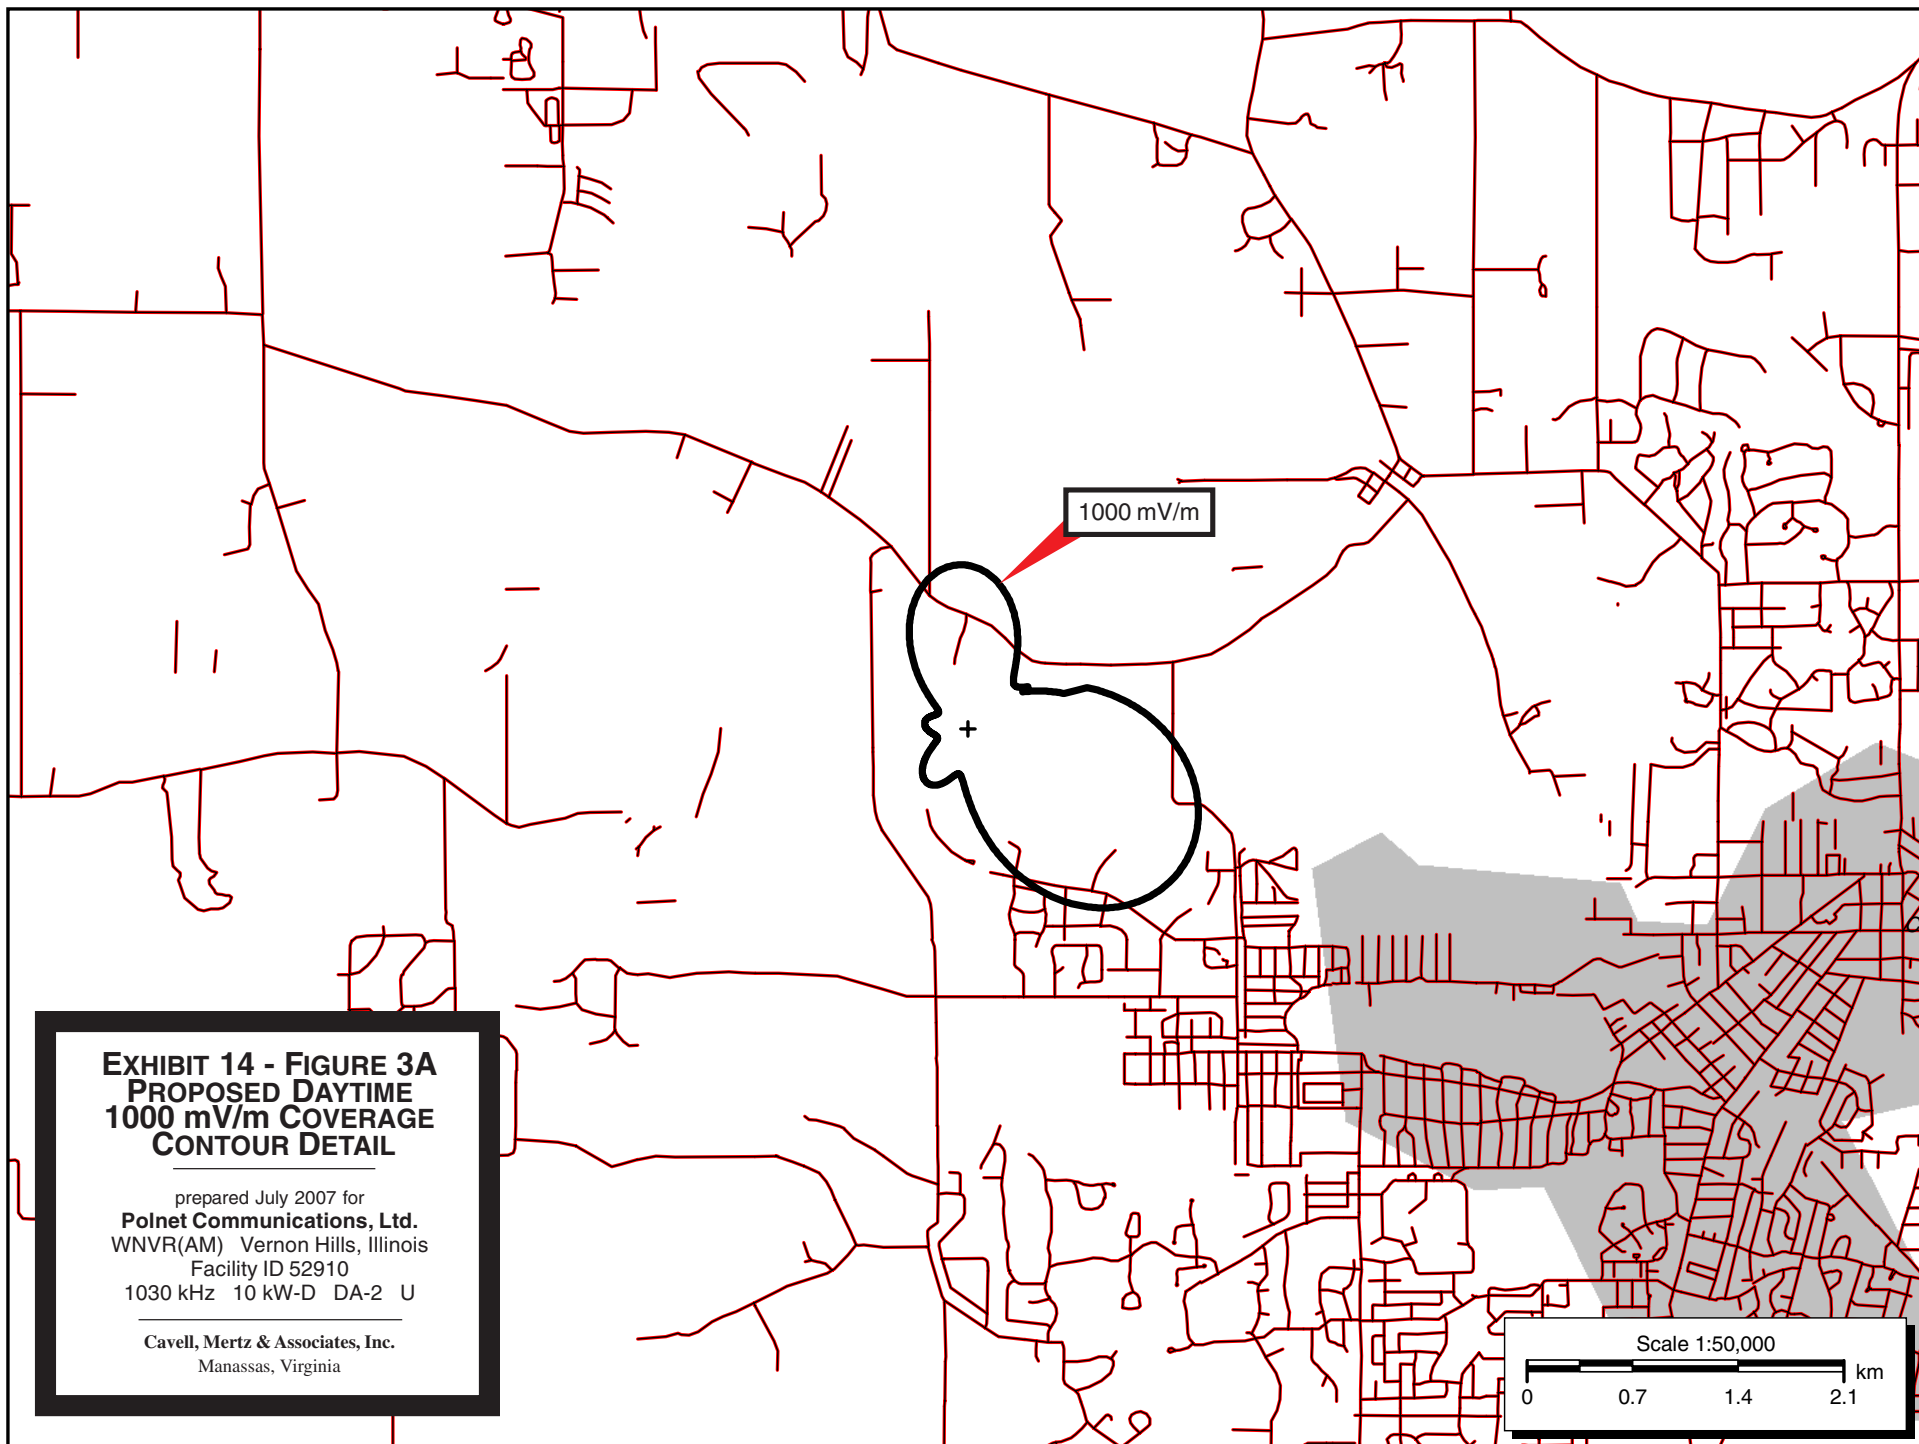 1000 mV/m
EXHIBIT 14 - FIGURE 3A
PROPOSED DAYTIME
1000 mV/m COVERAGE
CONTOUR DETAIL
prepared July 2007 for
Polnet Communications, Ltd.
WNVR(AM) Vernon Hills, Illinois
Facility ID 52910
1030 kHz 10 kW-D DA-2 U
Cavell, Mertz & Associates, Inc.
Manassas, Virginia
Scale 1:50,000
km
0 0.7 1.4 2.1